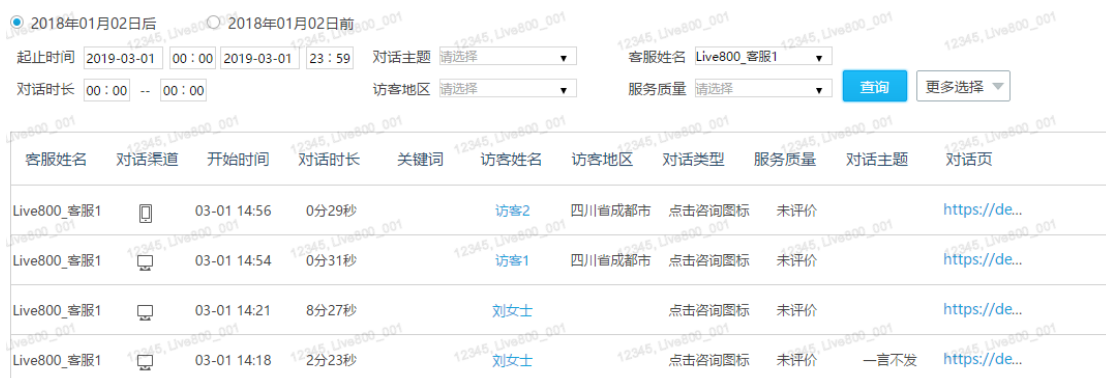 2018年01月02日后 2018年01月02日前
起止时间 2019-03-01 00:00 2019-03-01 23:59 对话主题 请选择 客服姓名 Live800_客服1
对话时长 00:00 -- 00:00 访客地区 请选择 服务质量 请选择 查询 更多选择
客服姓名 对话渠道 开始时间 对话时长 关键词 访客姓名 访客地区 对话类型 服务质量 对话主题 对话页
Live800_客服1 03-01 14:56 0分29秒 访客2 四川省成都市 点击咨询图标 未评价 https://de...
Live800_客服1 03-01 14:54 0分31秒 访客1 四川省成都市 点击咨询图标 未评价 https://de...
Live800_客服1 03-01 14:21 8分27秒 刘女士 点击咨询图标 未评价 https://de...
Live800_客服1 03-01 14:18 2分23秒 刘女士 点击咨询图标 未评价 一言不发 https://de...
12345, Live800_001